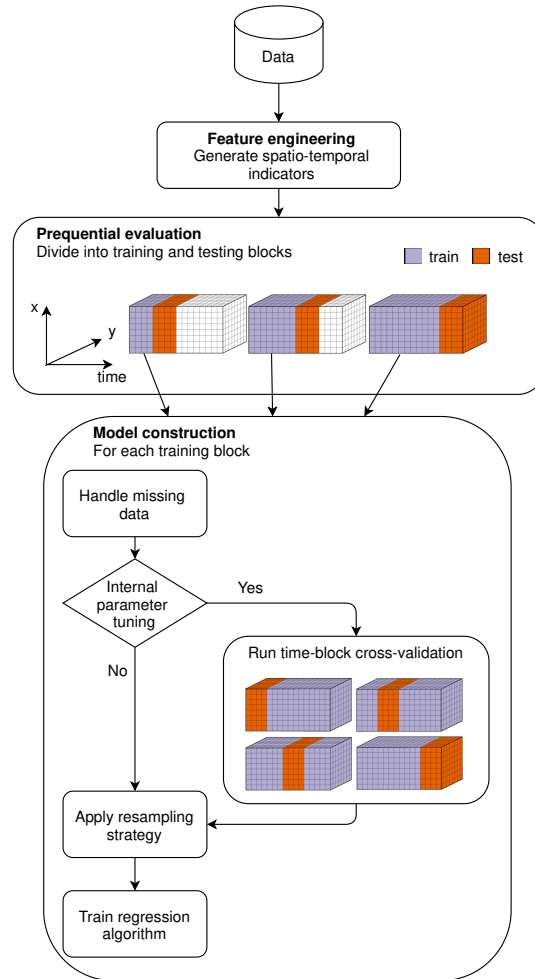 Data
Feature engineering
Generate spatio-temporal
indicators
Prequential evaluation
Divide into training and testing blocks
train
test
x
y
time
Model construction
For each training block
Handle missing
data
Internal
parameter
tuning
Yes
No
Run time-block cross-validation
Apply resampling
strategy
Train regression
algorithm